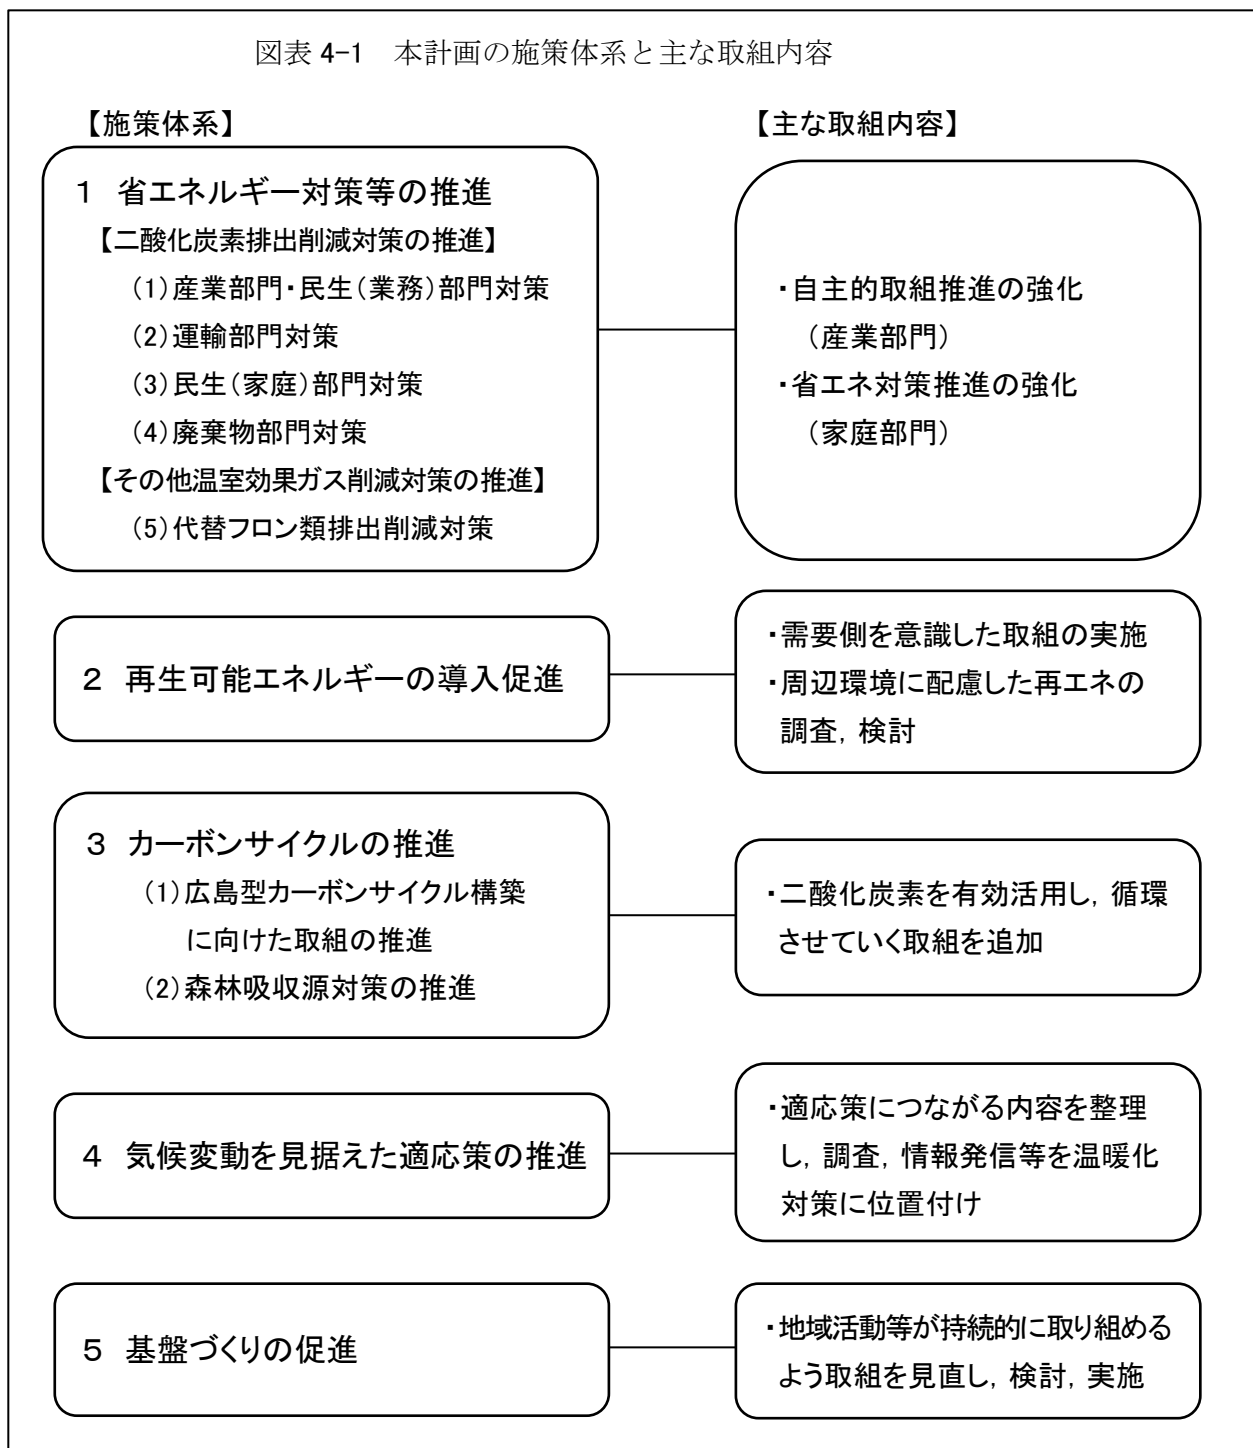 図表 4-1　本計画の施策体系と主な取組内容
【施策体系】
【主な取組内容】
１　省エネルギー対策等の推進
【二酸化炭素排出削減対策の推進】
(1)産業部門・民生(業務)部門対策
(2)運輸部門対策
(3)民生(家庭)部門対策
(4)廃棄物部門対策
【その他温室効果ガス削減対策の推進】
(5)代替フロン類排出削減対策
・自主的取組推進の強化
（産業部門）
・省エネ対策推進の強化
（家庭部門）
２　再生可能エネルギーの導入促進
・需要側を意識した取組の実施
・周辺環境に配慮した再エネの
調査，検討
３　カーボンサイクルの推進
(1)広島型カーボンサイクル構築
に向けた取組の推進
(2)森林吸収源対策の推進
・二酸化炭素を有効活用し，循環
させていく取組を追加
４　気候変動を見据えた適応策の推進
・適応策につながる内容を整理
し，調査，情報発信等を温暖化
対策に位置付け
５　基盤づくりの促進
・地域活動等が持続的に取り組める
よう取組を見直し，検討，実施